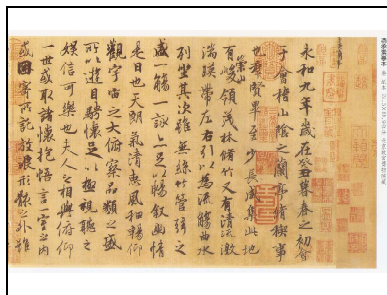 永和九年歲在癸丑暮春之初會
于會稽山陰之蘭亭脩稧事
也羣賢畢至少長咸集此地
有崇山峻領茂林脩竹又有清流激
湍暎帶左右引以為流觴曲水
列坐其次雖無絲竹管弦之
盛一觴一詠亦足以暢敘幽情
是日也天朗氣清惠風和暢仰
觀宇宙之大俯察品類之盛
所以遊目騁懷足以極視聽之
娛信可樂也夫人之相與俯仰
一世或取諸懷抱悟言一室之內
或因寄所託放浪形骸之外雖